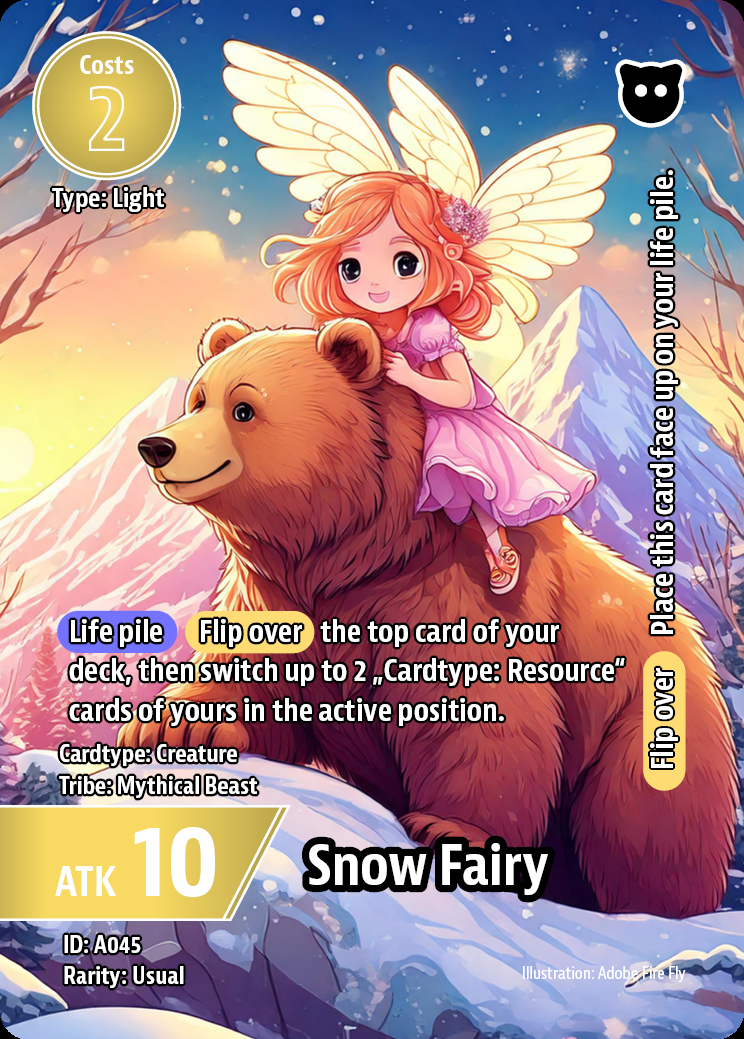 Costs
2
Type: Light
Flip over Place this card face up on your life pile.
Life pile Flip over the top card of your
deck, then switch up to 2 „Cardtype: Resource“
cards of yours in the active position.
Cardtype: Creature
Tribe: Mythical Beast
ATK 10
Snow Fairy
ID: A045
Rarity: Usual
Illustration: Adobe Fire Fly